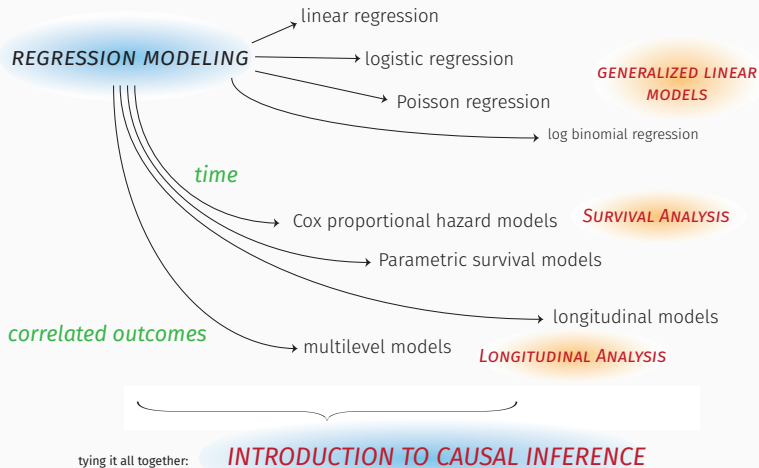 linear regression
REGRESSION MODELING
logistic regression
GENERALIZED LINEAR
MODELS
Poisson regression
log binomial regression
time
Cox proportional hazard models
SURVIVAL ANALYSIS
Parametric survival models
longitudinal models
correlated outcomes
multilevel models
LONGITUDINAL ANALYSIS
tying it all together:
INTRODUCTION TO CAUSAL INFERENCE